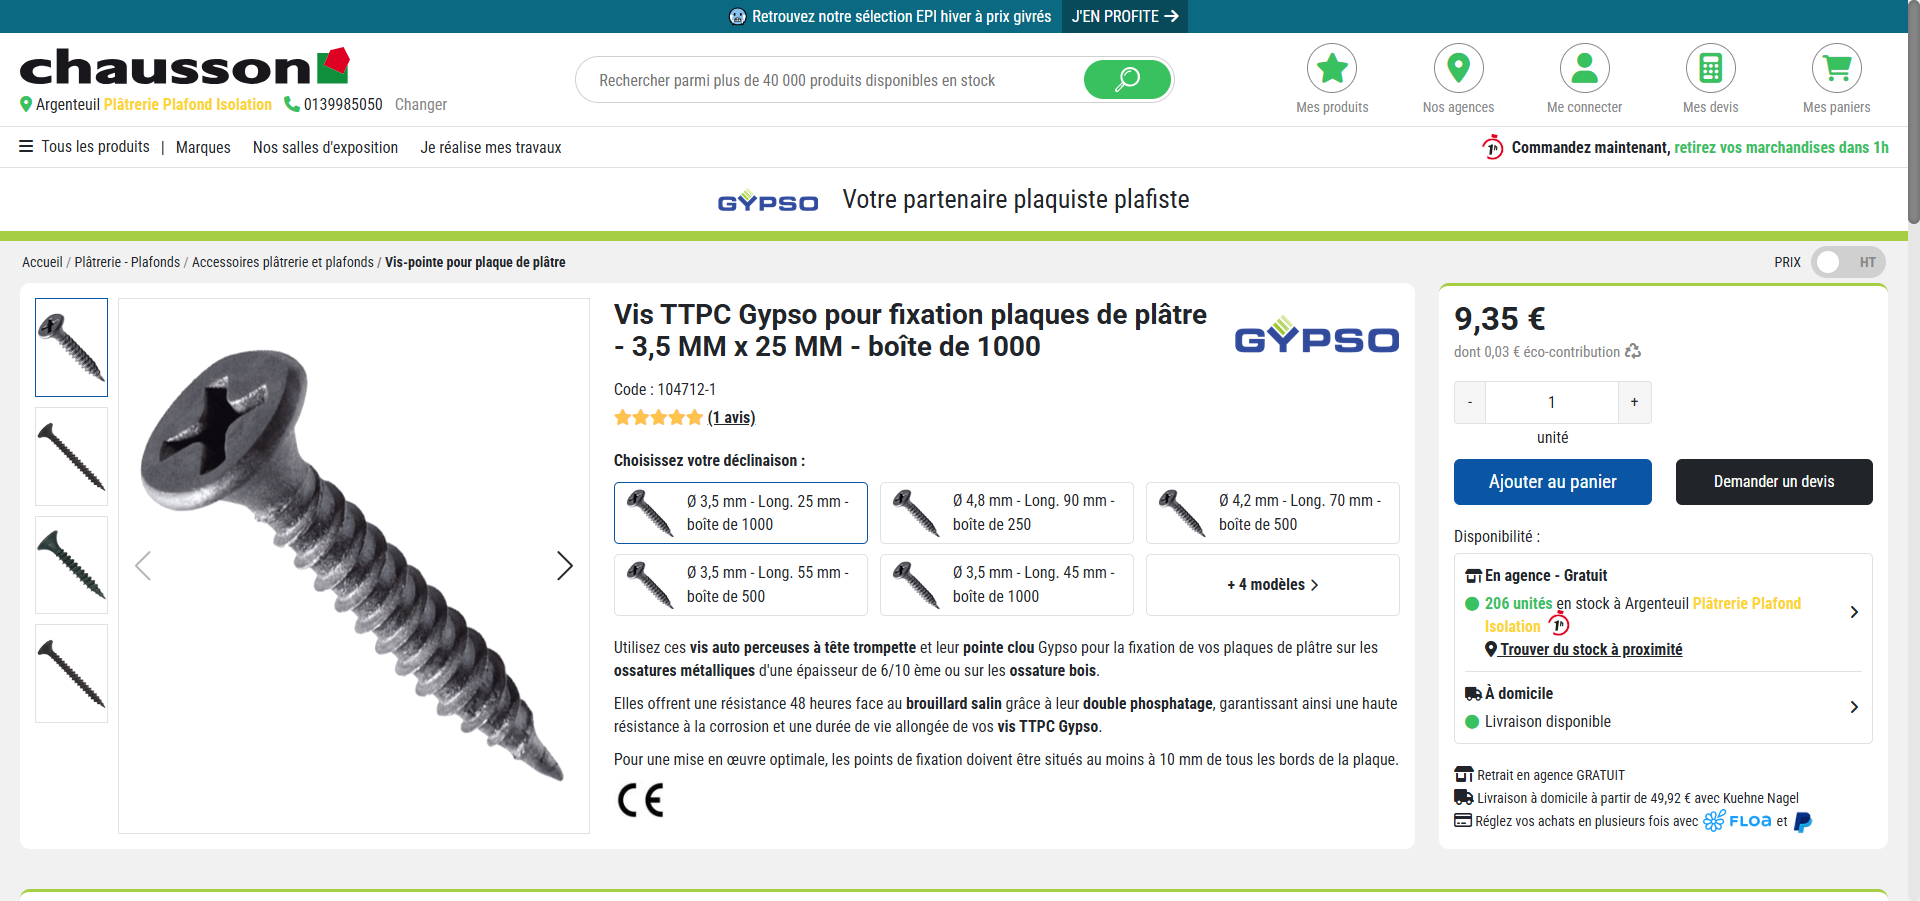 Retrouvez notre sélection EPI hiver à prix givrés J'EN PROFITE
chausson
Argenteuil Plâtrerie Plafond Isolation 0139985050 Changer
Rechercher parmi plus de 40 000 produits disponibles en stock
Mes produits Nos agences Me connecter Mes devis Mes paniers
Tous les produits | Marques Nos salles d'exposition Je réalise mes travaux
1h Commandez maintenant, retirez vos marchandises dans 1h
GYPSO Votre partenaire plaquiste plafiste
Accueil / Plâtrerie - Plafonds / Accessoires plâtrerie et plafonds / Vis-pointe pour plaque de plâtre
PRIX HT
Vis TTPC Gypso pour fixation plaques de plâtre
- 3,5 MM x 25 MM - boîte de 1000
GYPSO
Code : 104712-1
(1 avis)
Choisissez votre déclinaison :
Ø 3,5 mm - Long. 25 mm -
boîte de 1000
Ø 4,8 mm - Long. 90 mm -
boîte de 250
Ø 4,2 mm - Long. 70 mm -
boîte de 500
Ø 3,5 mm - Long. 55 mm -
boîte de 500
Ø 3,5 mm - Long. 45 mm -
boîte de 1000
+ 4 modèles
Utilisez ces vis auto perceuses à tête trompette et leur pointe clou Gypso pour la fixation de vos plaques de plâtre sur les
ossatures métalliques d'une épaisseur de 6/10 ème ou sur les ossature bois.
Elles offrent une résistance 48 heures face au brouillard salin grâce à leur double phosphatage, garantissant ainsi une haute
résistance à la corrosion et une durée de vie allongée de vos vis TTPC Gypso.
Pour une mise en œuvre optimale, les points de fixation doivent être situés au moins à 10 mm de tous les bords de la plaque.
CE
9,35 €
dont 0,03 € éco-contribution
- 1 +
unité
Ajouter au panier
Demander un devis
Disponibilité :
En agence - Gratuit
206 unités en stock à Argenteuil Plâtrerie Plafond
Isolation 1h
Trouver du stock à proximité
À domicile
Livraison disponible
Retrait en agence GRATUIT
Livraison à domicile à partir de 49,92 € avec Kuehne Nagel
Réglez vos achats en plusieurs fois avec FLOA et